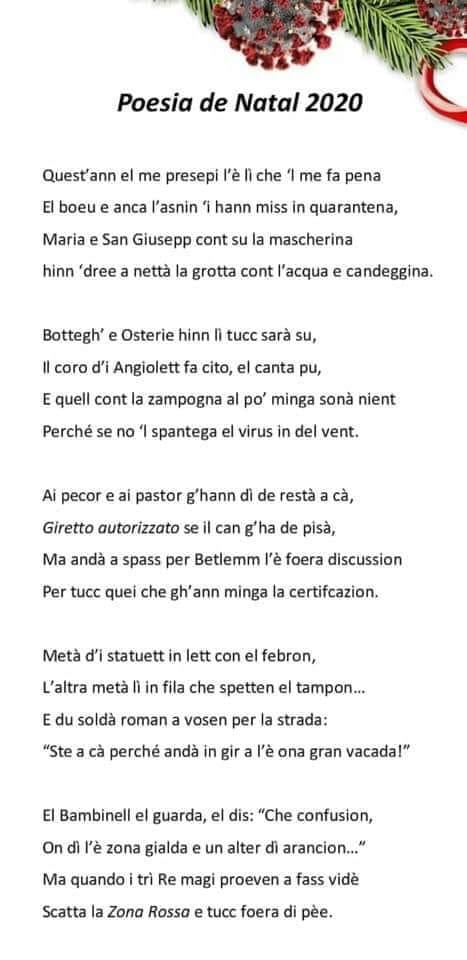 Poesia de Natal 2020
Quest'ann el me presepi l'è lì che 'l me fa pena
El boeu e anca l'asnin 'i hann miss in quarantena,
Maria e San Giusepp cont su la mascherina
hinn 'dree a nettà la grotta cont l'acqua e candeggina.
Bottegh' e Osterie hinn lì tucc sarà su,
Il coro d'i Angiolett fa cito, el canta pu,
E quell cont la zampogna al po' minga sonà nient
Perché se no 'l spantega el virus in del vent.
Ai pecor e ai pastor g'hann dì de restà a cà,
Giretto autorizzato se il can g'ha de pisà,
Ma andà a spass per Betlemm l'è foera discussion
Per tucc quei che gh'ann minga la certifcazion.
Metà d'i statuett in lett con el febron,
L'altra metà lì in fila che spetten el tampon...
E du soldà roman a vosen per la strada:
“Ste a cà perché andà in gir a l'è ona gran vacada!”
El Bambinell el guarda, el dis: “Che confusion,
On dì l'è zona gialda e un alter dì arancion...”
Ma quando i trì Re magi proeven a fass vidè
Scatta la Zona Rossa e tucc foera di pèe.